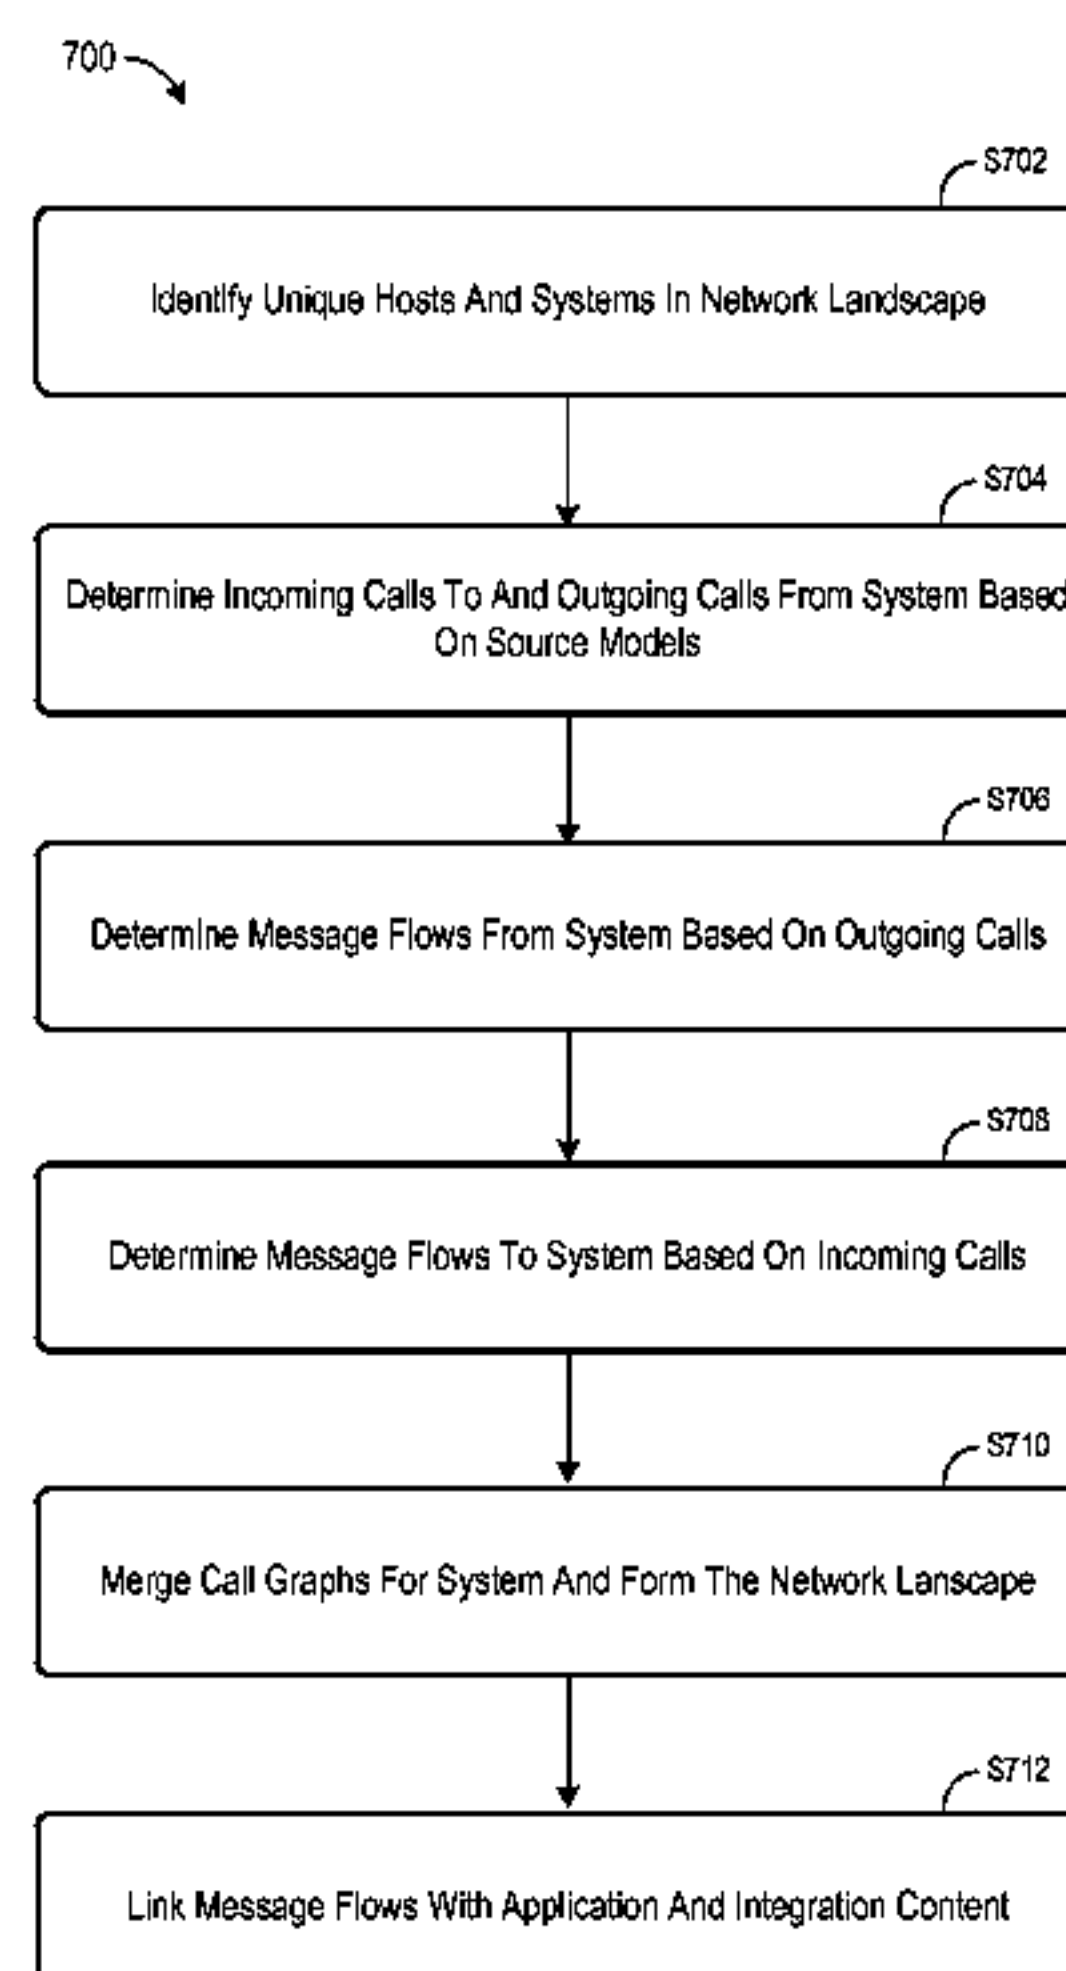 700
S702
Identify Unique Hosts And Systems In Network Landscape
S704
Determine Incoming Calls To And Outgoing Calls From System Based
On Source Models
S706
Determine Message Flows From System Based On Outgoing Calls
S708
Determine Message Flows To System Based On Incoming Calls
S710
Merge Call Graphs For System And Form The Network Lanscape
S712
Link Message Flows With Application And Integration Content